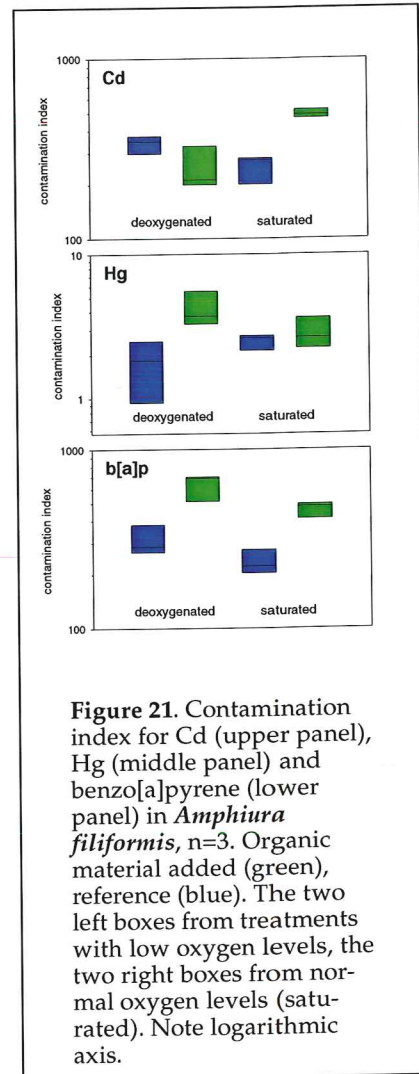 1000
Cd
contamination index
deoxygenated saturated
100
10
Hg
contamination index
1
deoxygenated saturated
1000
b[a]p
contamination index
deoxygenated saturated
100
Figure 21. Contamination
index for Cd (upper panel),
Hg (middle panel) and
benzo[a]pyrene (lower
panel) in Amphiura
filiformis, n=3. Organic
material added (green),
reference (blue). The two
left boxes from treatments
with low oxygen levels, the
two right boxes from nor-
mal oxygen levels (satu-
rated). Note logarithmic
axis.